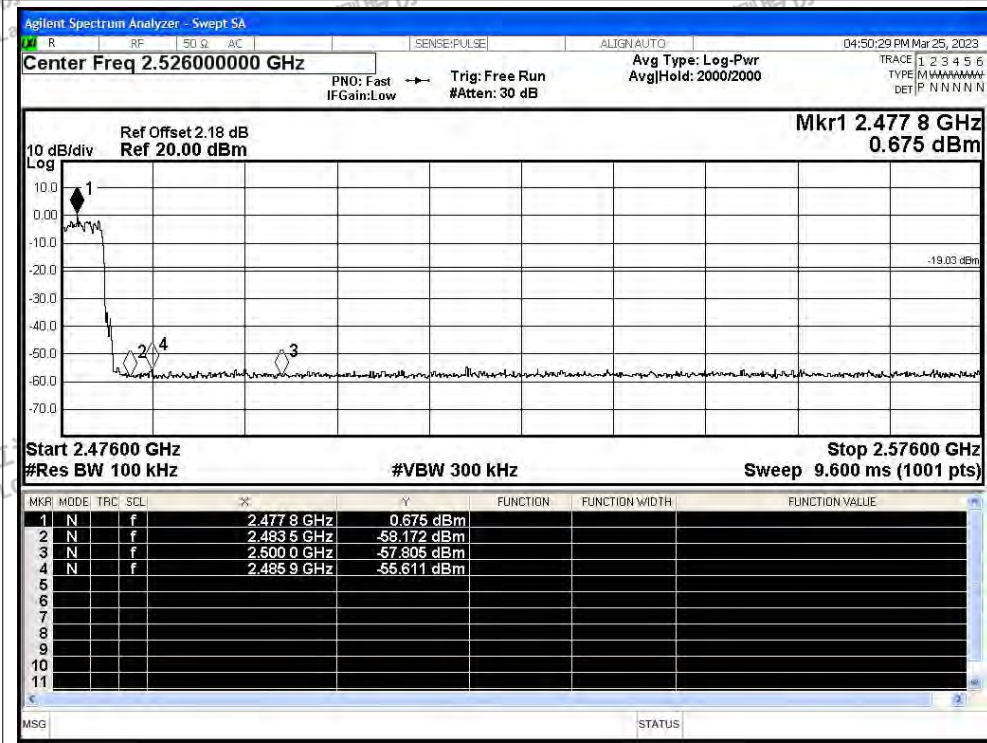 Agilent Spectrum Analyzer - Swept SA
R RF 50 Ω AC SENSE:PULSE ALIGN AUTO 04:50:29 PM Mar 25, 2023
Center Freq 2.526000000 GHz
PNO: Fast Trig: Free Run Avg Type: Log-Pwr TRACE 1 2 3 4 5 6
IFGain:Low #Atten: 30 dB Avg|Hold: 2000/2000 TYPE M
DET P N N N N N
Mkr1 2.477 8 GHz
0.675 dBm
Ref Offset 2.18 dB
10 dB/div Ref 20.00 dBm
Log
10.0
0.00
-10.0
-20.0
-30.0
-40.0
-50.0
-60.0
-70.0
1
2
4
3
-19.03 dBm
Start 2.47600 GHz Stop 2.57600 GHz
#Res BW 100 kHz #VBW 300 kHz Sweep 9.600 ms (1001 pts)
MKR MODE TRC SCL X Y FUNCTION FUNCTION WIDTH FUNCTION VALUE
1 N f 2.477 8 GHz 0.675 dBm
2 N f 2.483 5 GHz -58.172 dBm
3 N f 2.500 0 GHz -57.805 dBm
4 N f 2.485 9 GHz -55.611 dBm
5
6
7
8
9
10
11
MSG STATUS